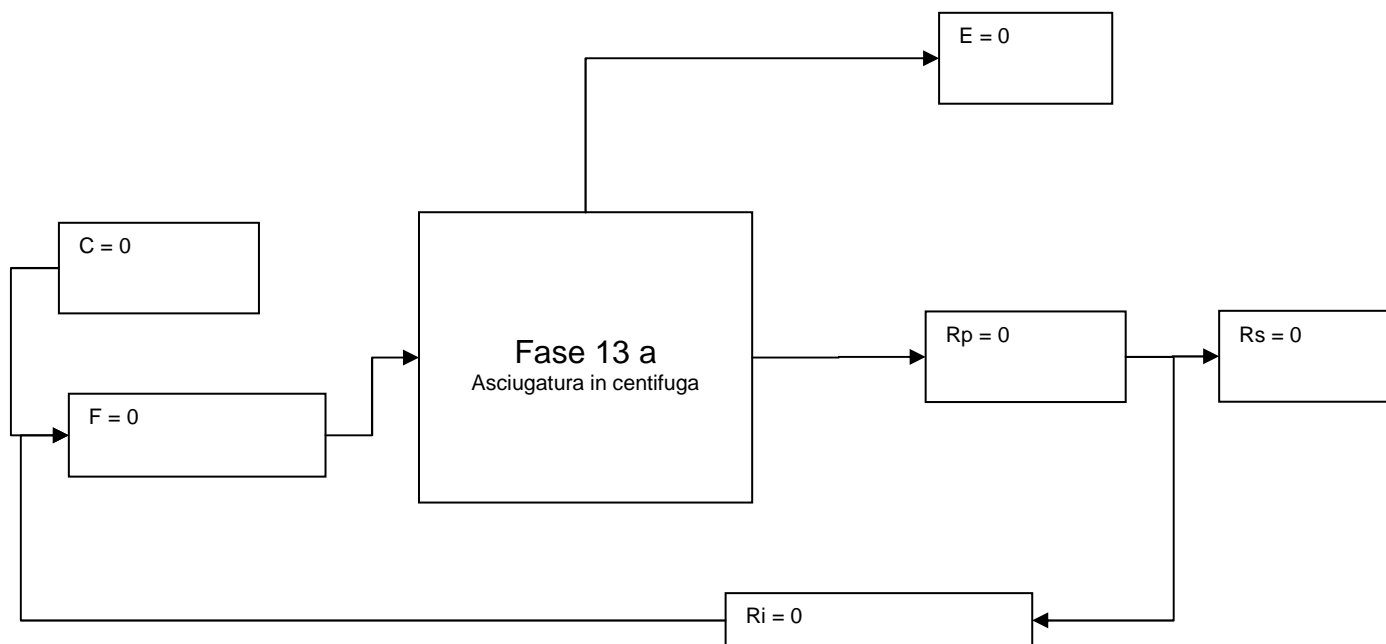 E = 0
C = 0
Fase 13 a
Asciugatura in centifuga
Rp = 0
Rs = 0
F = 0
Ri = 0